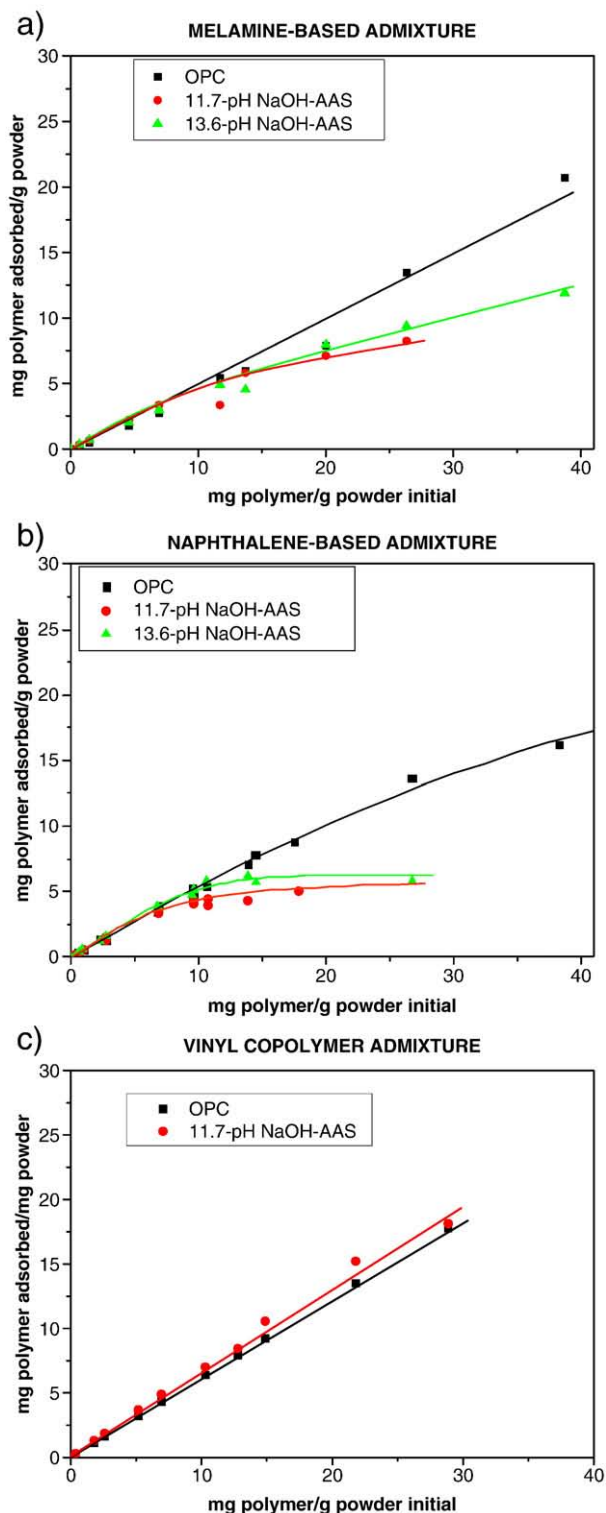 a)
MELAMINE-BASED ADMIXTURE
OPC
11.7-pH NaOH-AAS
13.6-pH NaOH-AAS
30
25
20
15
10
5
0
mg polymer adsorbed/g powder
0 10 20 30 40
mg polymer/g powder initial
b)
NAPHTHALENE-BASED ADMIXTURE
OPC
11.7-pH NaOH-AAS
13.6-pH NaOH-AAS
30
25
20
15
10
5
0
mg polymer adsorbed/g powder
0 10 20 30 40
mg polymer/g powder initial
c)
VINYL COPOLYMER ADMIXTURE
OPC
11.7-pH NaOH-AAS
30
25
20
15
10
5
0
mg polymer adsorbed/mg powder
0 10 20 30 40
mg polymer/g powder initial